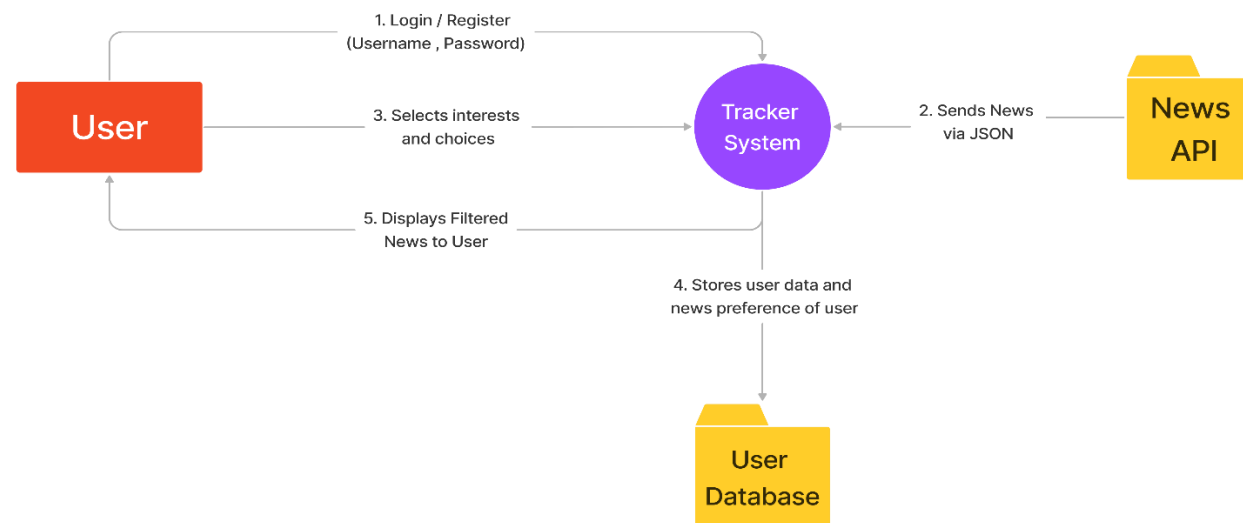 1. Login / Register
(Username , Password)
User
3. Selects interests
and choices
Tracker
System
2. Sends News
via JSON
News
API
5. Displays Filtered
News to User
4. Stores user data and
news preference of user
User
Database